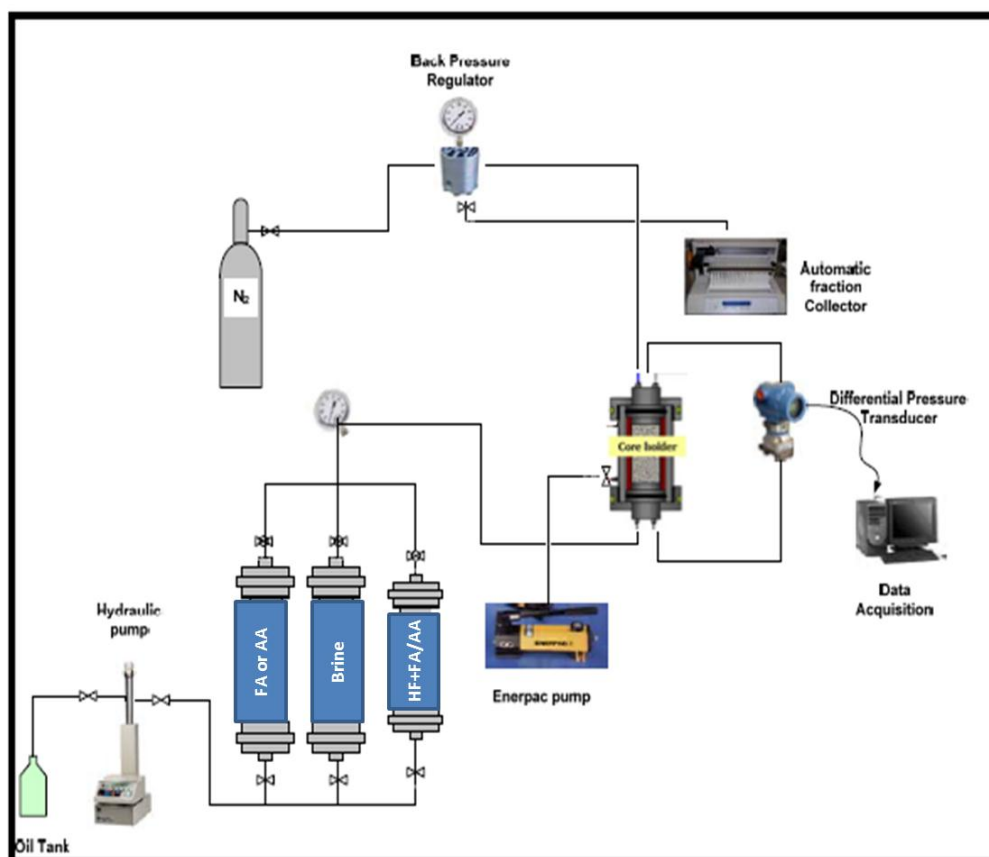 Back Pressure
Regulator
N₂
Automatic
fraction
Collector
Core holder
Differential Pressure
Transducer
Data
Acquisition
Hydraulic
pump
FA or AA
Brine
HF+FA/AA
ENERPAC
Enerpac pump
Oil Tank